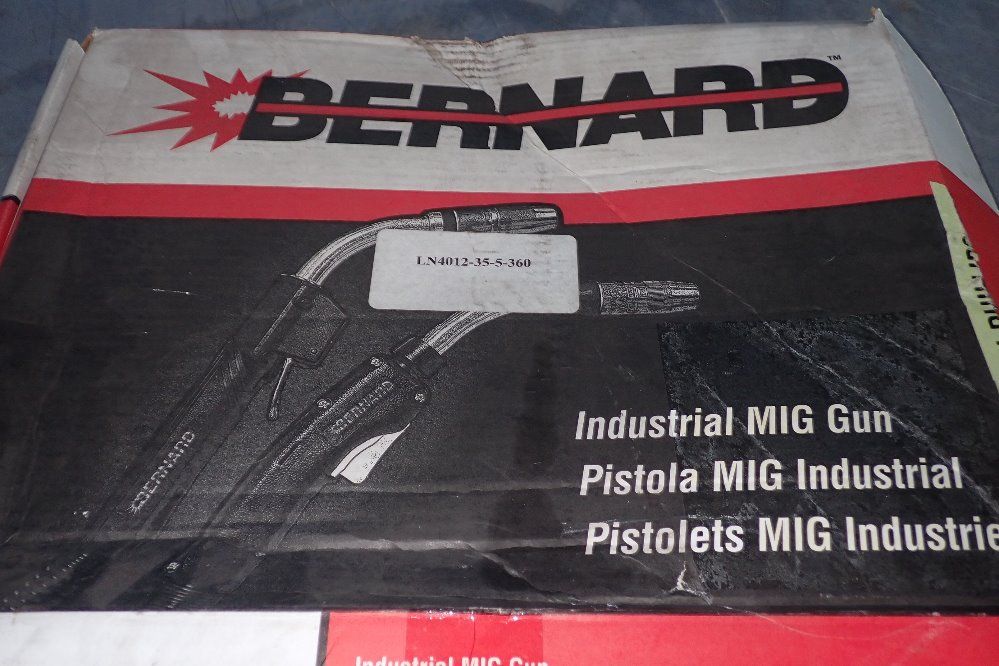 BERNARD™
LN4012-35-5-360
BERNARD
BERNARD
Industrial MIG Gun
Pistola MIG Industrial
Pistolets MIG Industrie
Industrial MIG Gun